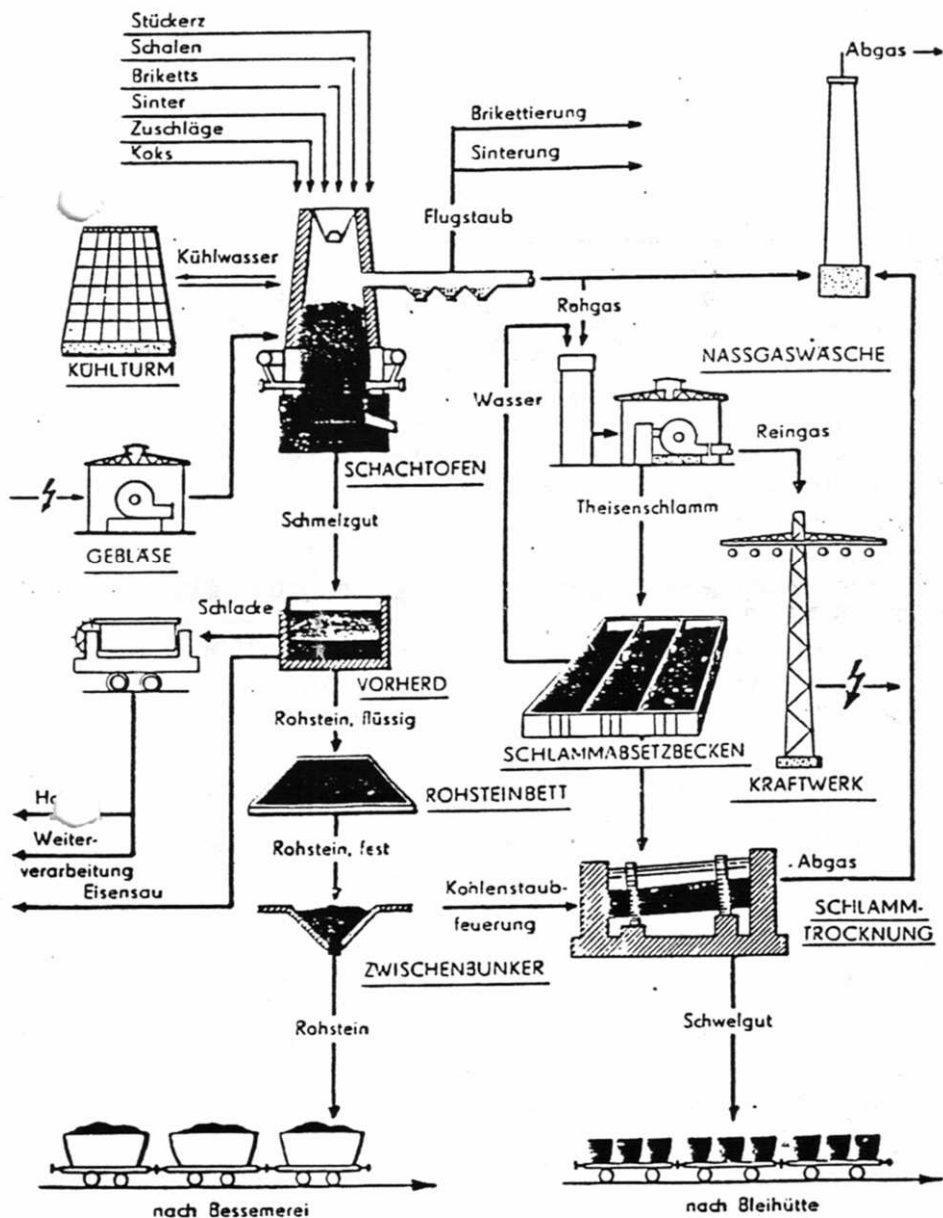 Stückerz
Schalen
Briketts
Sinter
Zuschläge
Koks
Abgas
Brikettierung
Sinterung
Flugstaub
Kühlwasser
KÜHLTURM
Rohgas
NASSGASWÄSCHE
Wasser
Reingas
SCHACHTOFEN
Theisenschlamm
Schmelzgut
GEBLÄSE
Schlacke
VORHERD
Rohstein, flüssig
SCHLAMMABSETZBECKEN
KRAFTWERK
ROHSTEINBETT
Weiter-
verarbeitung
Rohstein, fest
Eisensau
Kohlenstaub-
feuerung
Abgas
SCHLAMM-
TROCKNUNG
ZWISCHENBUNKER
Rohstein
Schwelgut
nach Bessemerei
nach Bleihütte